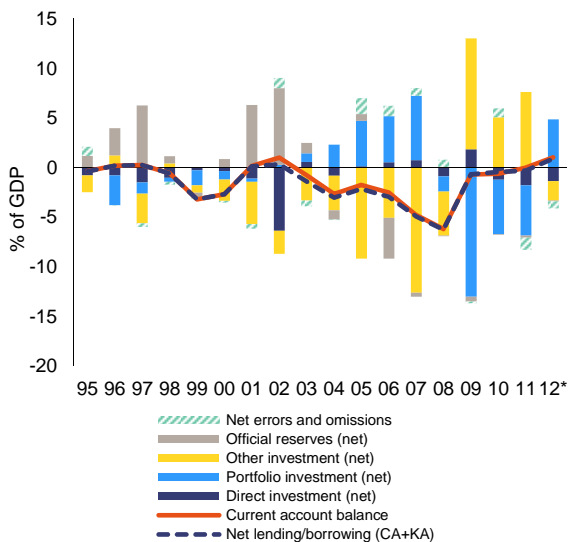 15
10
5
0
-5
-10
-15
-20
% of GDP
95 96 97 98 99 00 01 02 03 04 05 06 07 08 09 10 11 12*
Net errors and omissions
Official reserves (net)
Other investment (net)
Portfolio investment (net)
Direct investment (net)
Current account balance
Net lending/borrowing (CA+KA)